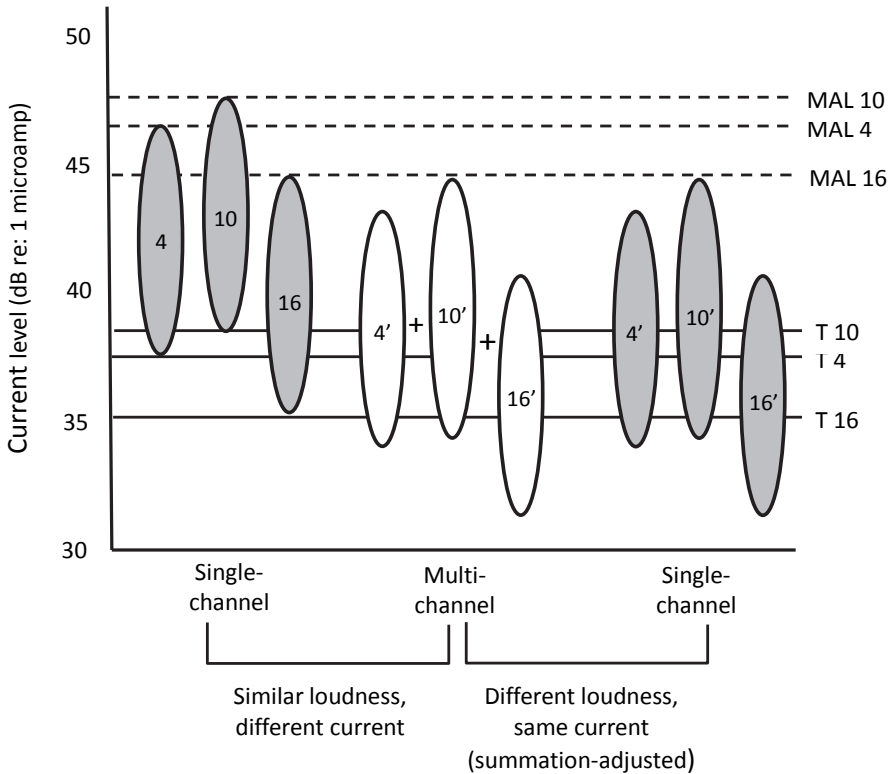 Current level (dB re: 1 microamp)
50
45
40
35
30
MAL 10
MAL 4
MAL 16
T 10
T 4
T 16
4
10
16
4’
+
10’
+
16’
4’
10’
16’
Single-
channel
Multi-
channel
Single-
channel
Similar loudness,
different current
Different loudness,
same current
(summation-adjusted)